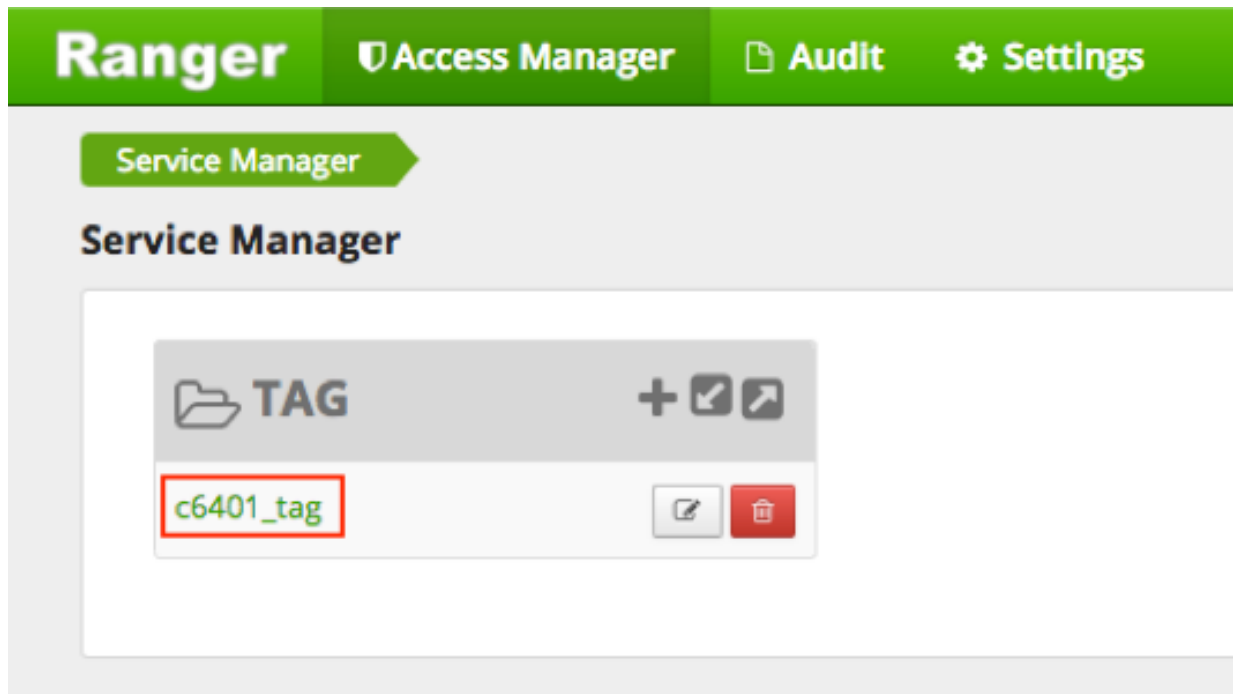 Ranger Access Manager Audit Settings
Service Manager
Service Manager
TAG
c6401_tag